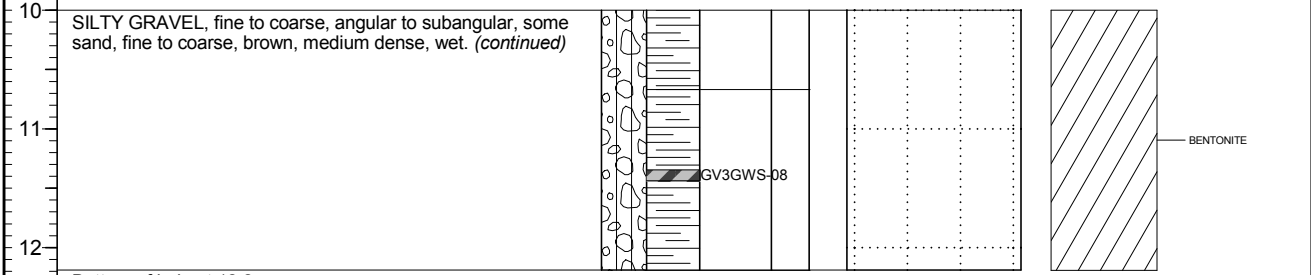 10
SILTY GRAVEL, fine to coarse, angular to subangular, some
sand, fine to coarse, brown, medium dense, wet. (continued)
11
BENTONITE
GV3GWS-08
12